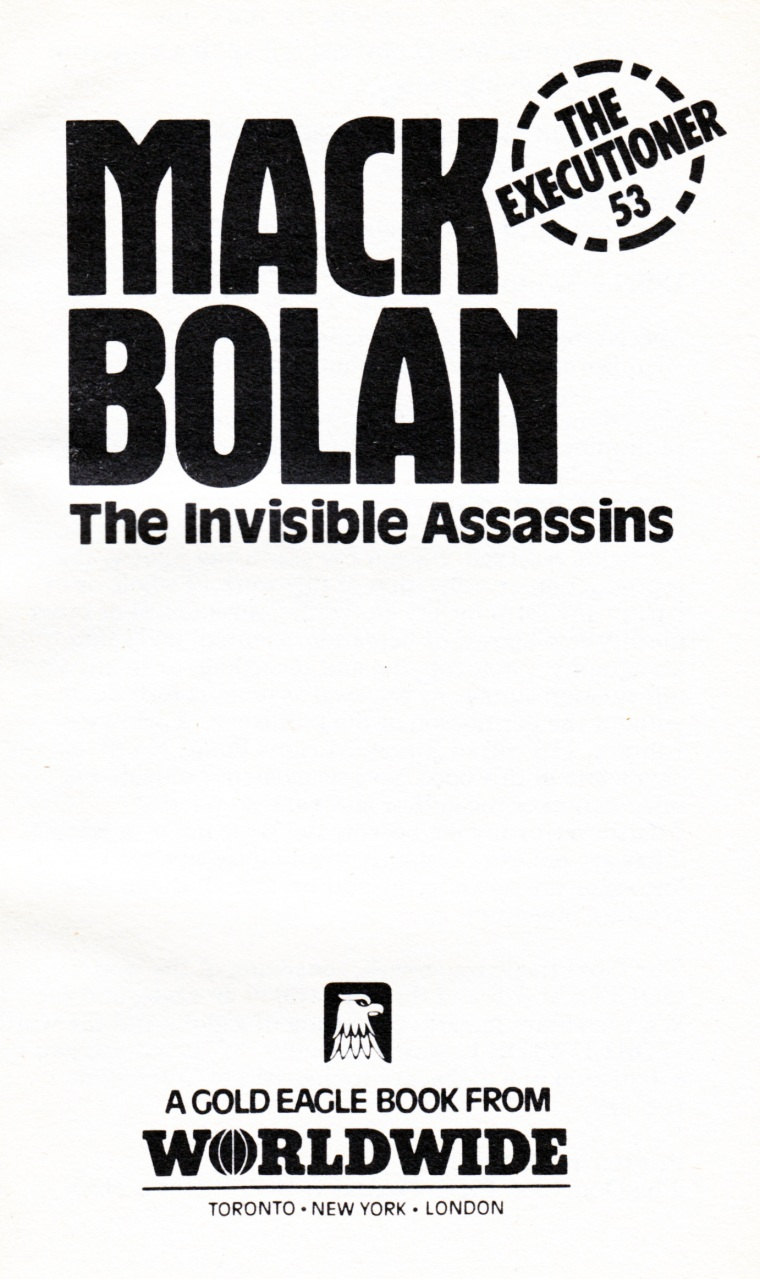 MACK
BOLAN
THE
EXECUTIONER
53
The Invisible Assassins
A GOLD EAGLE BOOK FROM
WORLDWIDE
TORONTO • NEW YORK • LONDON